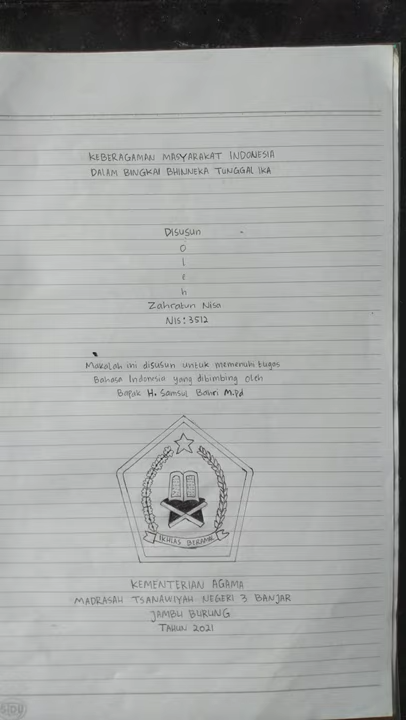 KEBERAGAMAN MASYARAKAT INDONESIA
DALAM BINGKAI BHINNEKA TUNGGAL IKA
Disusun
O
l
e
h
Zahratun Nisa
NIS: 3512
Makalah ini disusun untuk memenuhi tugas
Bahasa Indonesia yang dibimbing oleh
Bapak H. Samsul Bahri M.Pd
IKHLAS BERAMAL
KEMENTERIAN AGAMA
MADRASAH TSANAWIYAH NEGERI 3 BANJAR
JAMBU BURUNG
TAHUN 2021
SIDU